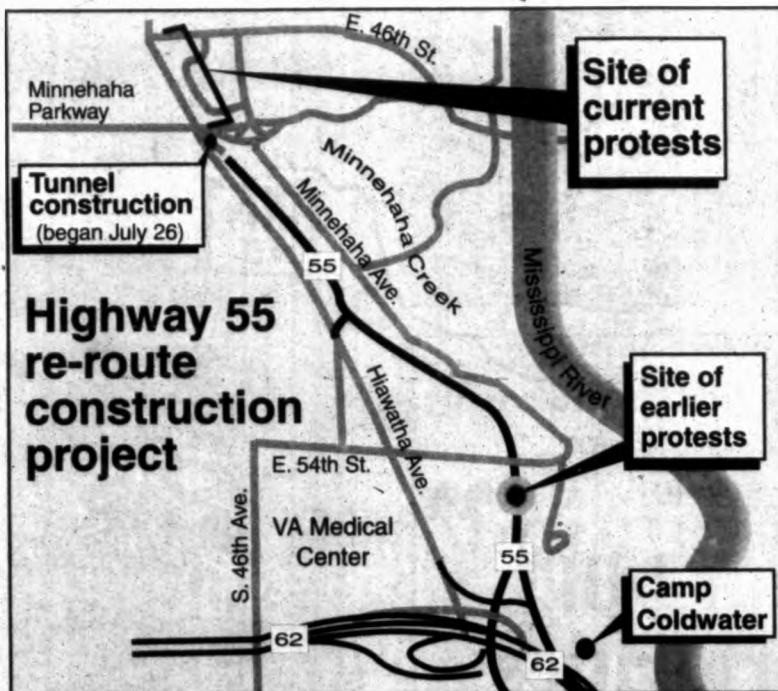 E. 46th St.
Site of
current
protests
Minnehaha
Parkway
Tunnel
construction
(began July 26)
Minnehaha Creek
Minnehaha Ave.
55
Mississippi River
Highway 55
re-route
construction
project
Site of
earlier
protests
Hiawatha Ave.
E. 54th St.
S. 46th Ave.
VA Medical
Center
55
Camp
Coldwater
62
62